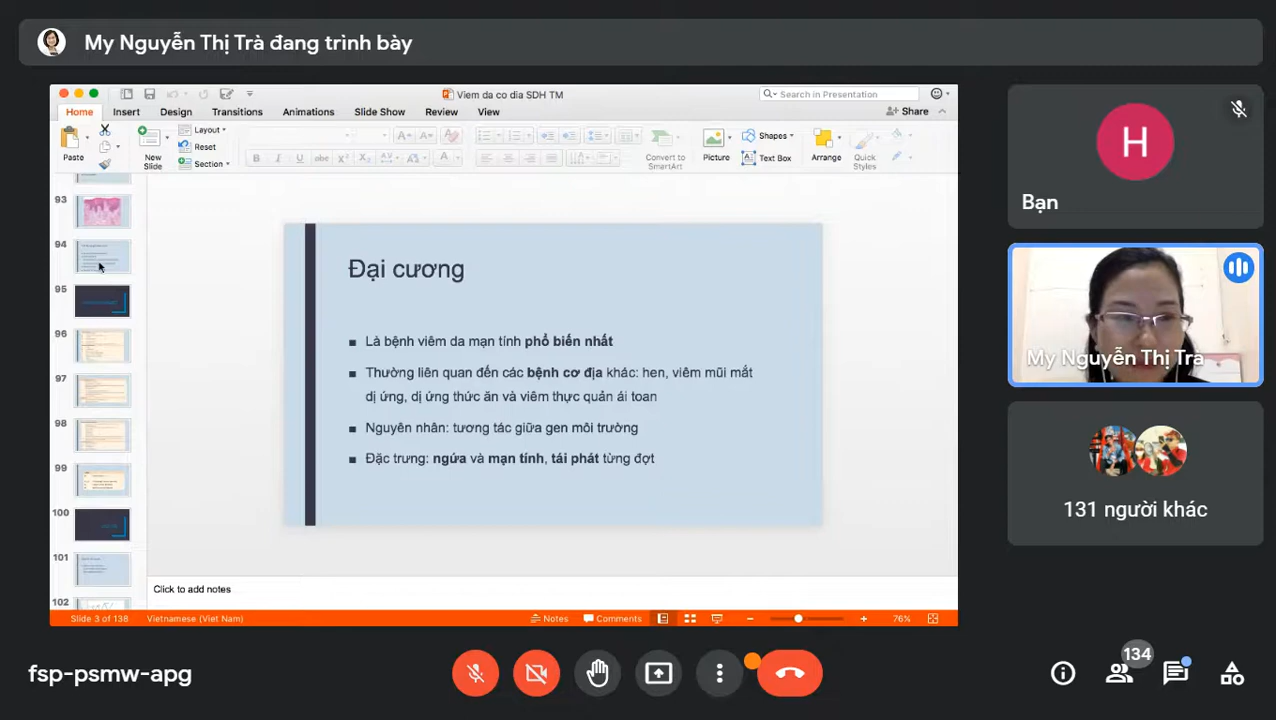 My Nguyễn Thị Trà đang trình bày
Viem da co dia SDH TM
Search in Presentation
Home Insert Design Transitions Animations Slide Show Review View
Share
Paste
New Slide
Layout
Reset
Section
Convert to SmartArt
Picture
Shapes
Text Box
Arrange
Quick Styles
93
94
95
96
97
98
99
100
101
102
Đại cương
Là bệnh viêm da mạn tính phổ biến nhất
Thường liên quan đến các bệnh cơ địa khác: hen, viêm mũi mắt
dị ứng, dị ứng thức ăn và viêm thực quản ái toan
Nguyên nhân: tương tác giữa gen môi trường
Đặc trưng: ngứa và mạn tính, tái phát từng đợt
Click to add notes
Slide 3 of 138 Vietnamese (Viet Nam) Notes Comments 76%
H
Bạn
My Nguyễn Thị Trà
131 người khác
fsp-psmw-apg
134